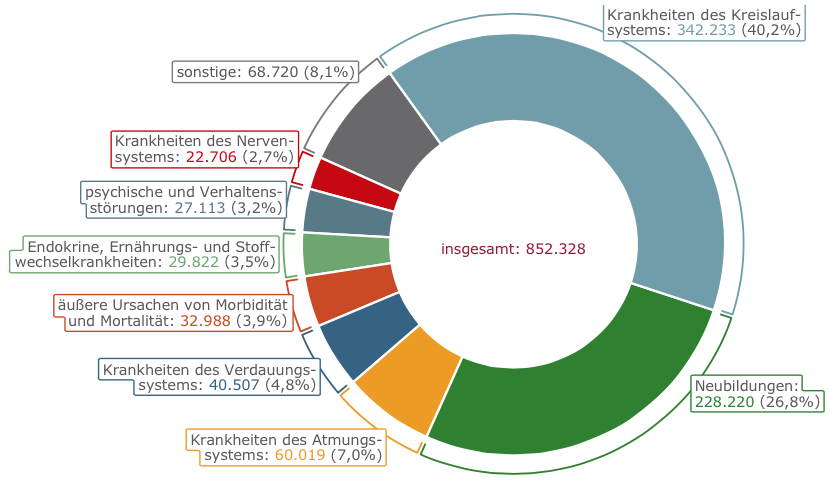 Krankheiten des Kreislauf-
systems: 342.233 (40,2%)
sonstige: 68.720 (8,1%)
Krankheiten des Nerven-
systems: 22.706 (2,7%)
psychische und Verhaltens-
störungen: 27.113 (3,2%)
Endokrine, Ernährungs- und Stoff-
wechselkrankheiten: 29.822 (3,5%)
äußere Ursachen von Morbidität
und Mortalität: 32.988 (3,9%)
Krankheiten des Verdauungs-
systems: 40.507 (4,8%)
Krankheiten des Atmungs-
systems: 60.019 (7,0%)
Neubildungen:
228.220 (26,8%)
insgesamt: 852.328